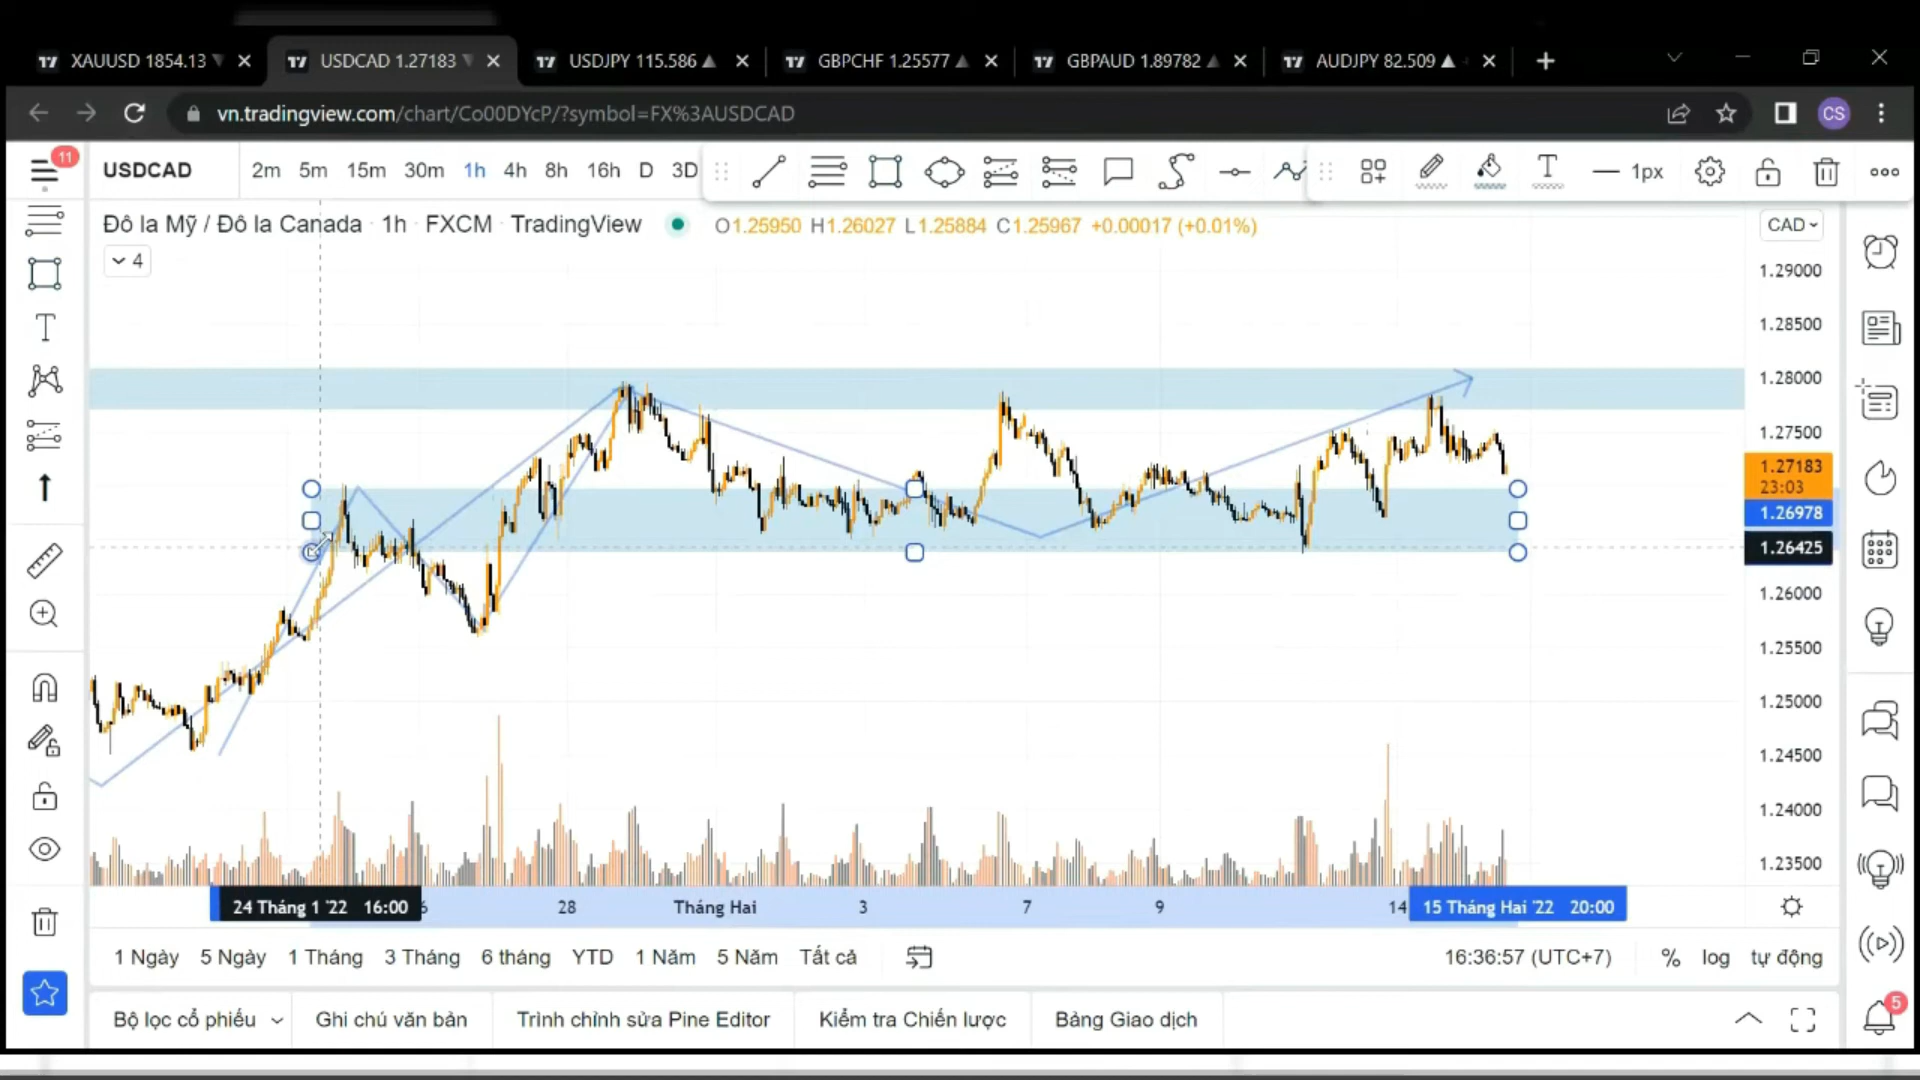 XAUUSD 1854.13 USDCAD 1.27183 USDJPY 115.586 GBPCHF 1.25577 GBPAUD 1.89782 AUDJPY 82.509
vn.tradingview.com/chart/Co00DYcP/?symbol=FX%3AUSDCAD CS
11
USDCAD 2m 5m 15m 30m 1h 4h 8h 16h D 3D T 1px
Đô la Mỹ / Đô la Canada · 1h · FXCM · TradingView O1.25950 H1.26027 L1.25884 C1.25967 +0.00017 (+0.01%) CAD
4
1.29000
1.28500
1.28000
1.27500
1.27183
23:03
1.26978
1.26425
1.26000
1.25500
1.25000
1.24500
1.24000
1.23500
24 Tháng 1 '22 16:00 6 28 Tháng Hai 3 7 9 14 15 Tháng Hai '22 20:00
1 Ngày 5 Ngày 1 Tháng 3 Tháng 6 tháng YTD 1 Năm 5 Năm Tất cả 16:36:57 (UTC+7) % log tự động
Bộ lọc cổ phiếu Ghi chú văn bản Trình chỉnh sửa Pine Editor Kiểm tra Chiến lược Bảng Giao dịch 5